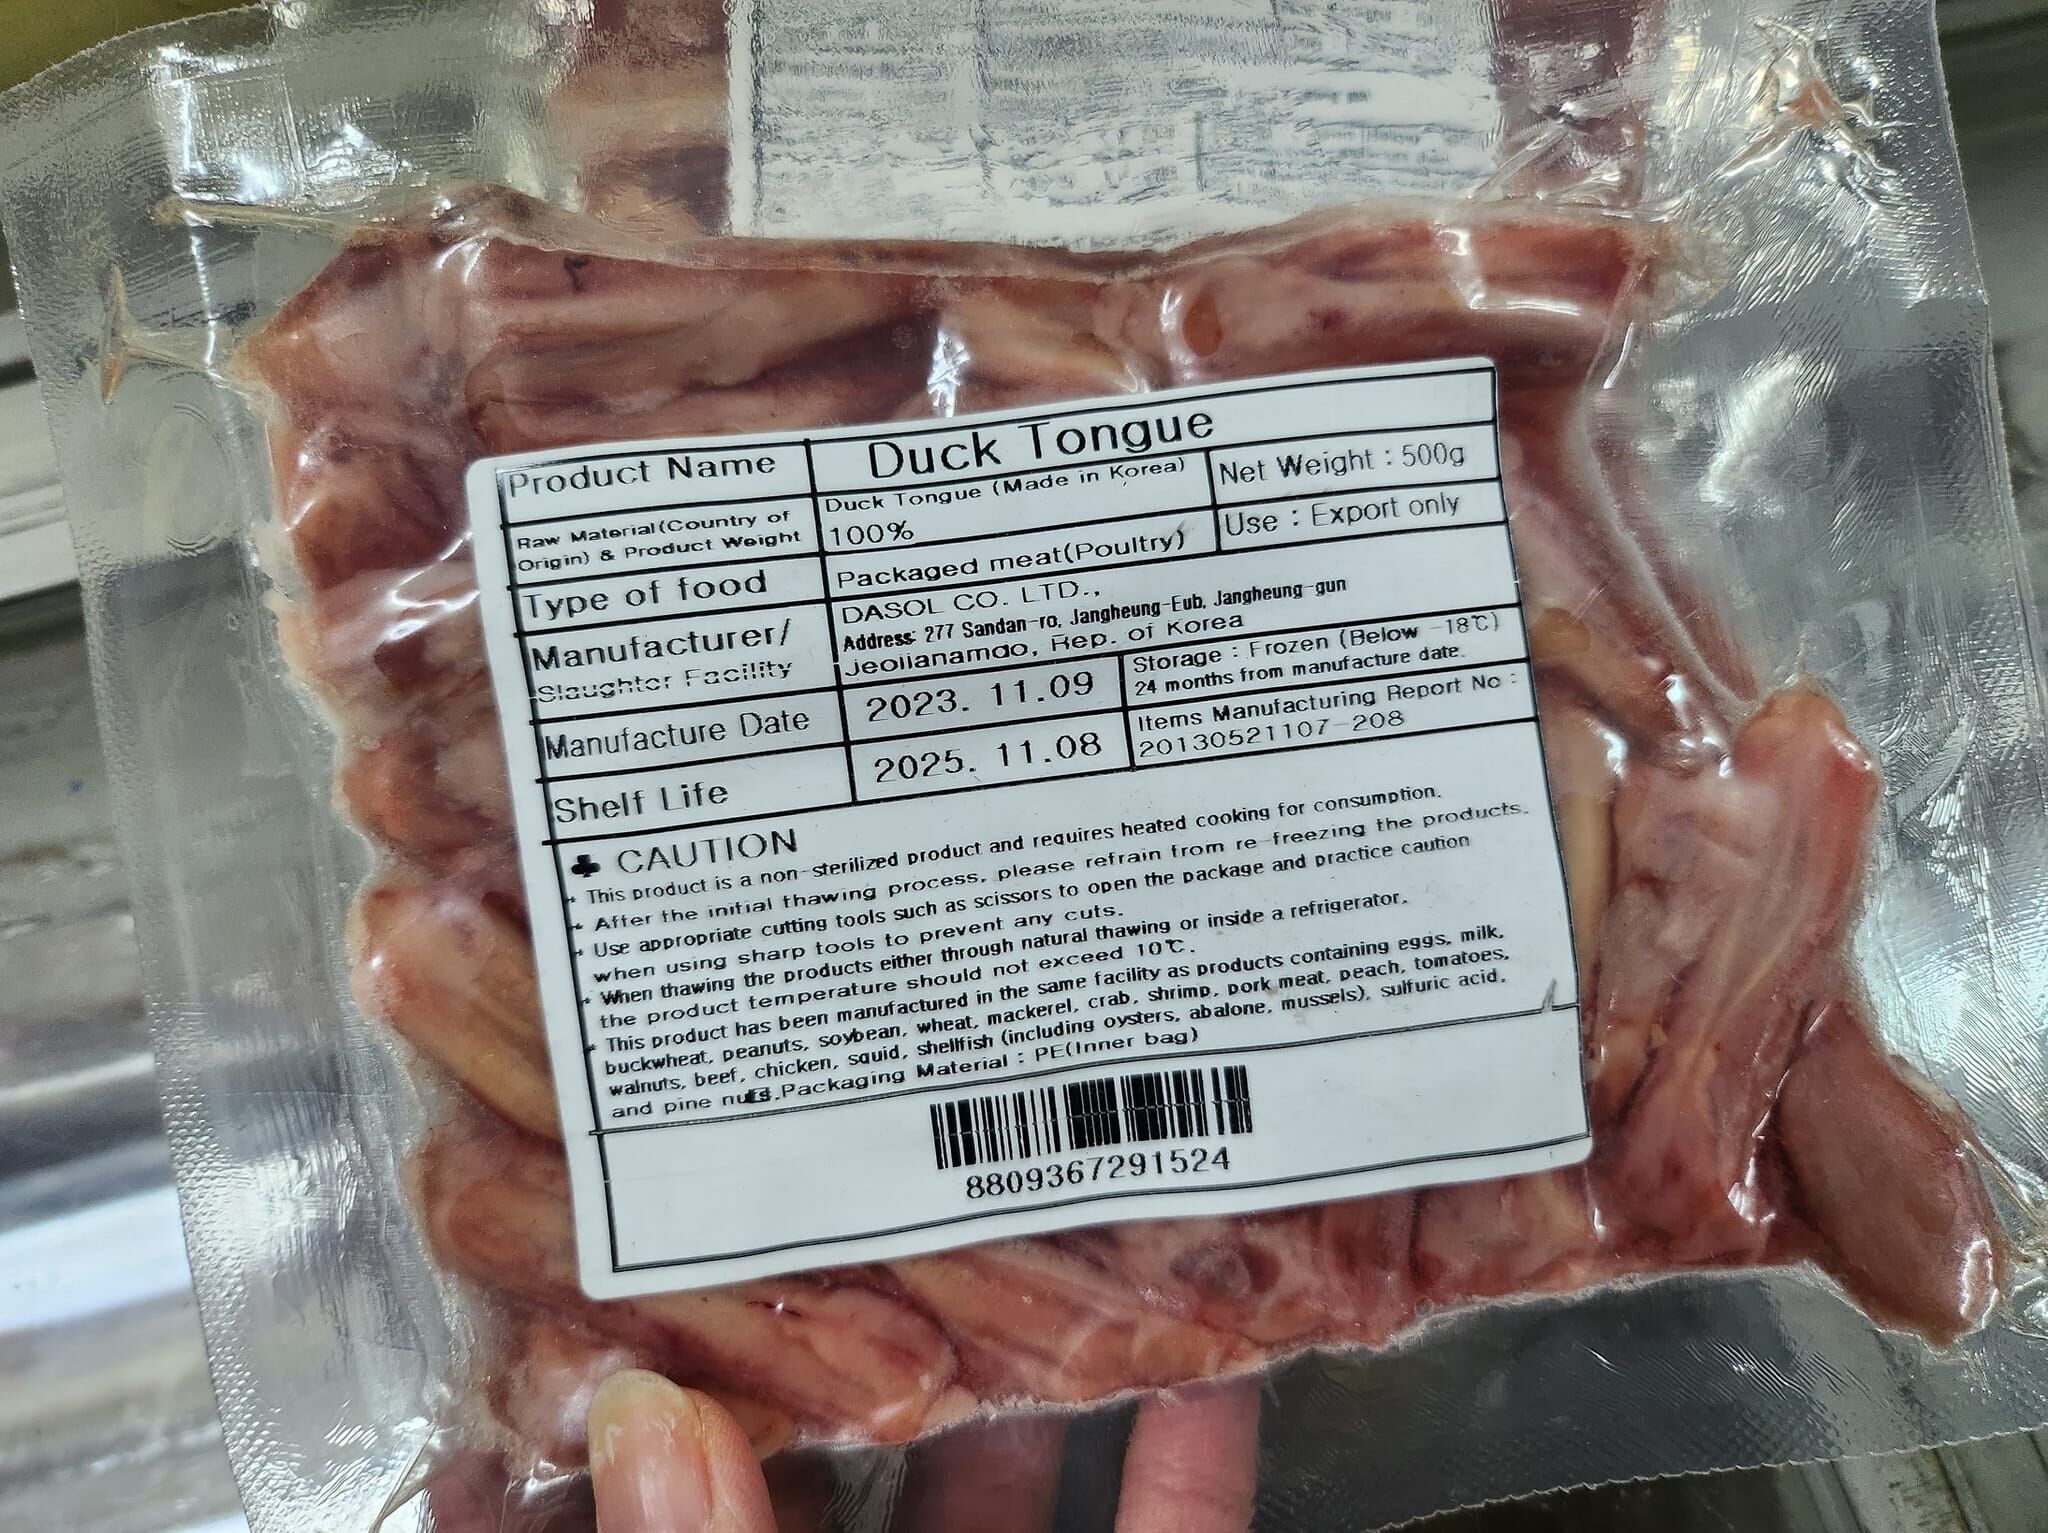 Product Name
Duck Tongue
Raw Material(Country of
Origin) & Product Weight
Duck Tongue (Made in Korea)
100%
Net Weight : 500g
Type of food
Packaged meat(Poultry)
Use : Export only
Manufacturer/
Slaughter Facility
DASOL CO. LTD.,
Address: 277 Sandan-ro, Jangheung-Eub, Jangheung-gun
Jeollanamdo, Rep. of Korea
Manufacture Date
2023. 11.09
Storage : Frozen (Below -18℃)
24 months from manufacture date.
Shelf Life
2025. 11.08
Items Manufacturing Report No :
20130521107-208
♣ CAUTION
* This product is a non-sterilized product and requires heated cooking for consumption.
* After the initial thawing process, please refrain from re-freezing the products.
* Use appropriate cutting tools such as scissors to open the package and practice caution
when using sharp tools to prevent any cuts.
* When thawing the products either through natural thawing or inside a refrigerator,
the product temperature should not exceed 10℃.
* This product has been manufactured in the same facility as products containing eggs, milk,
buckwheat, peanuts, soybean, wheat, mackerel, crab, shrimp, pork meat, peach, tomatoes,
walnuts, beef, chicken, squid, shellfish (including oysters, abalone, mussels), sulfuric acid,
and pine nuts.Packaging Material : PE(Inner bag)
8809367291524